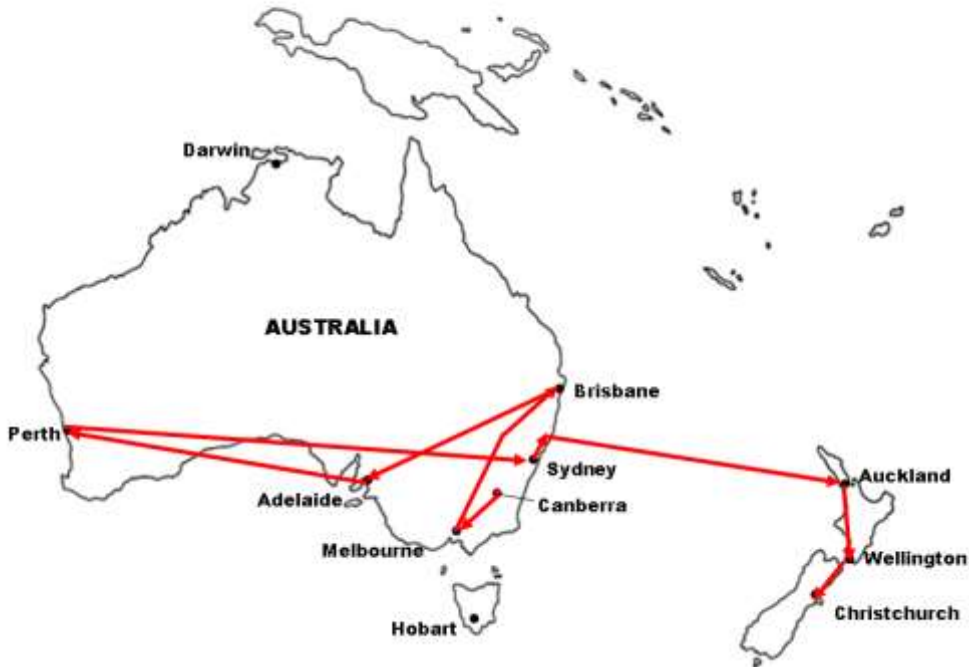 Darwin
AUSTRALIA
Brisbane
Perth
Sydney
Auckland
Adelaide
Canberra
Melbourne
Wellington
Christchurch
Hobart